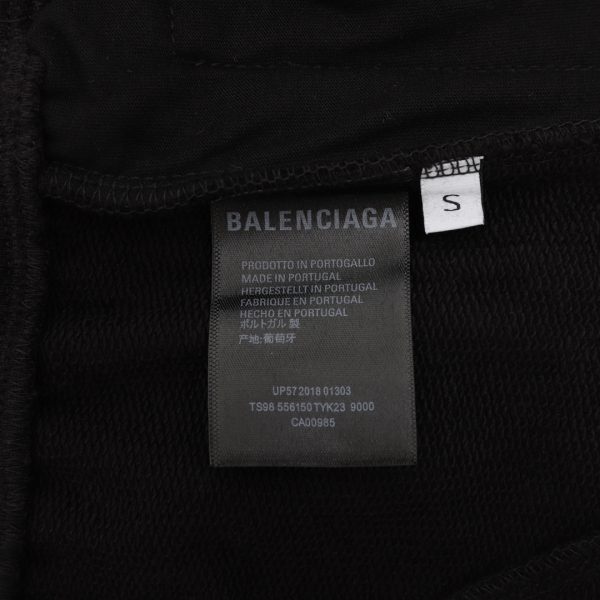 BALENCIAGA
S
PRODOTTO IN PORTOGALLO
MADE IN PORTUGAL
HERGESTELLT IN PORTUGAL
FABRIQUE EN PORTUGAL
HECHO EN PORTUGAL
ポルトガル 製
产地:葡萄牙
UP57 2018 01303
TS98 556150 TYK23 9000
CA00985